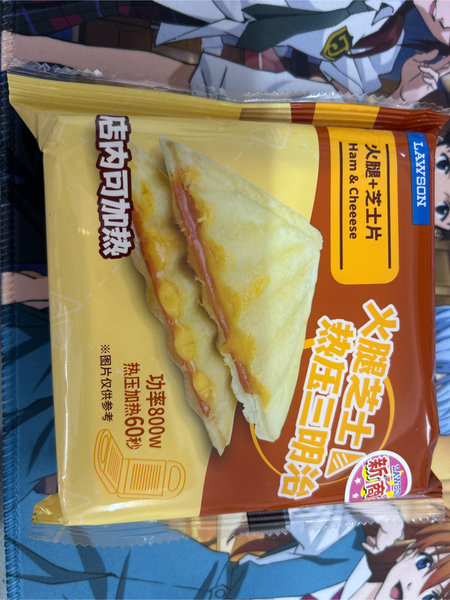 LAWSON
火腿+芝士片
Ham & Cheeese
火腿芝士
热压三明治
新商
店内可加热
功率800W
热压加热60秒
※图片仅供参考